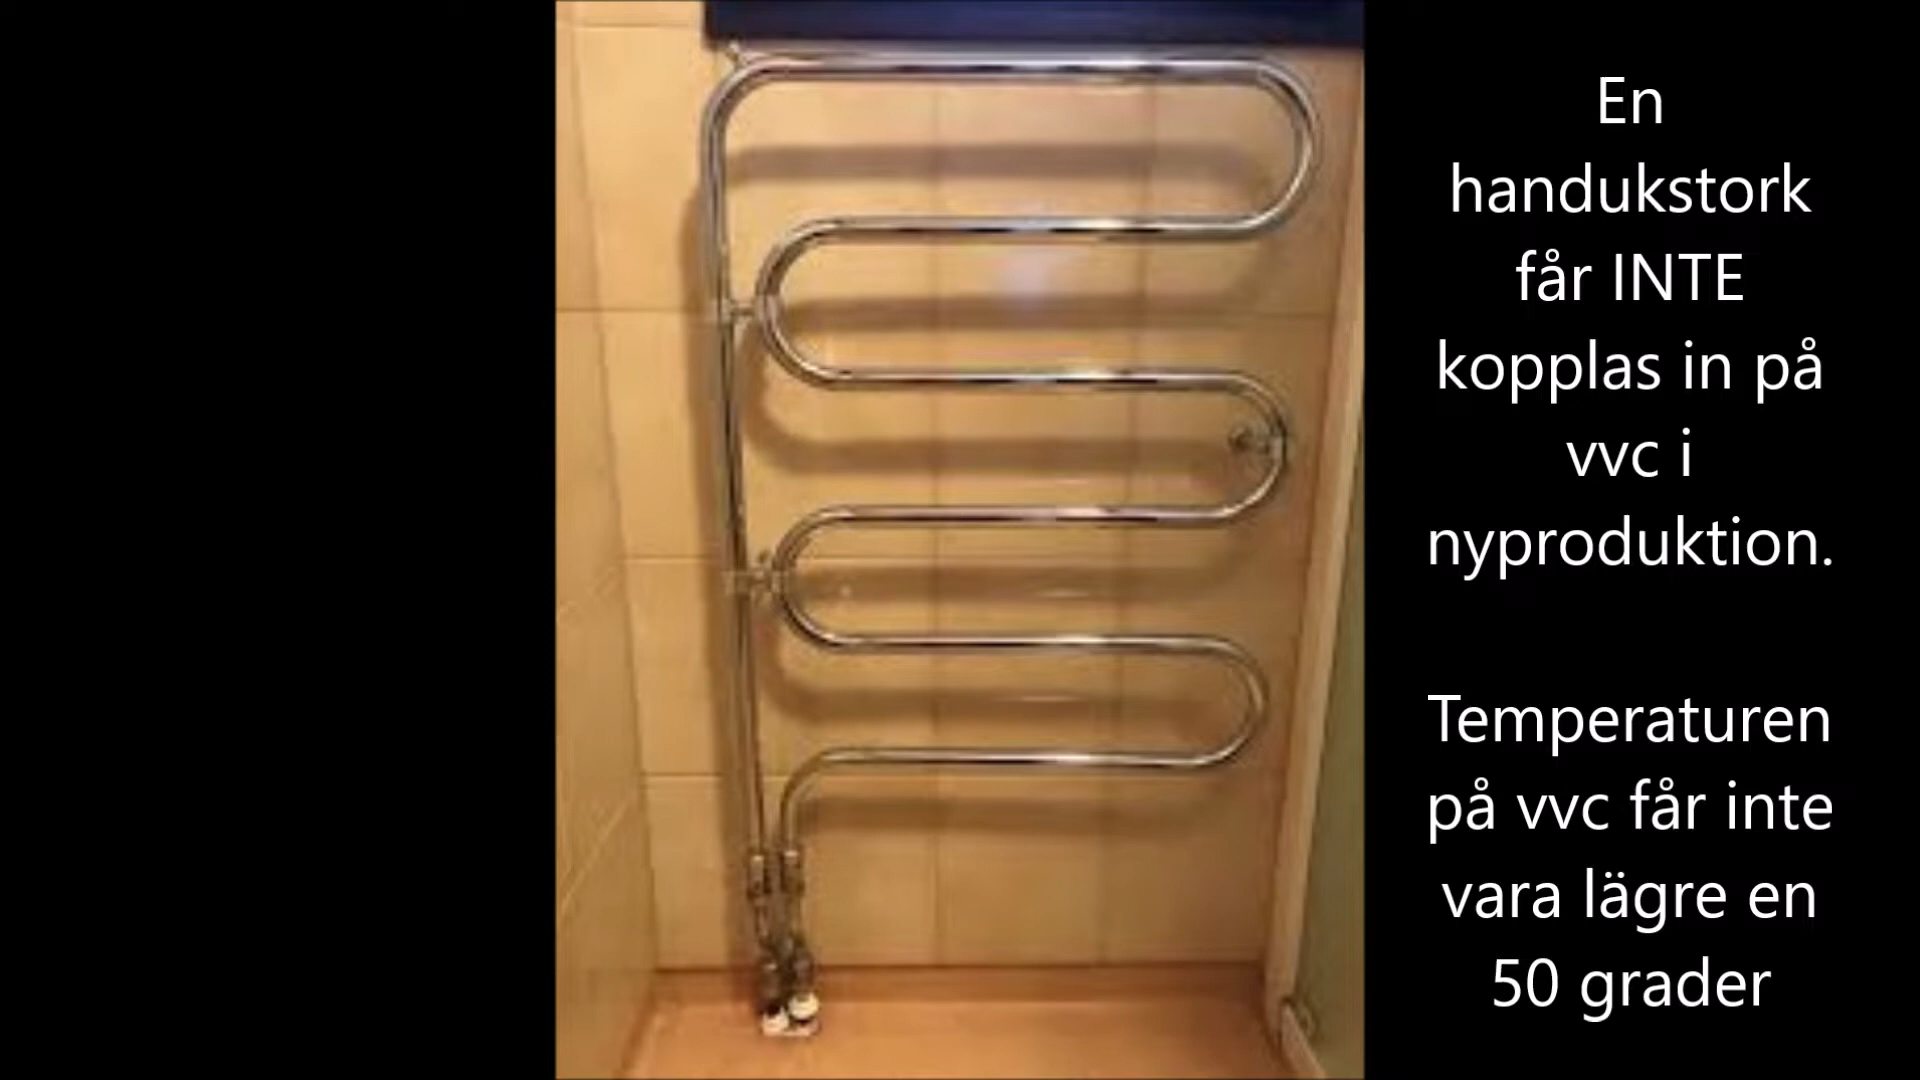 En
handukstork
får INTE
kopplas in på
vvc i
nyproduktion.
Temperaturen
på vvc får inte
vara lägre en
50 grader